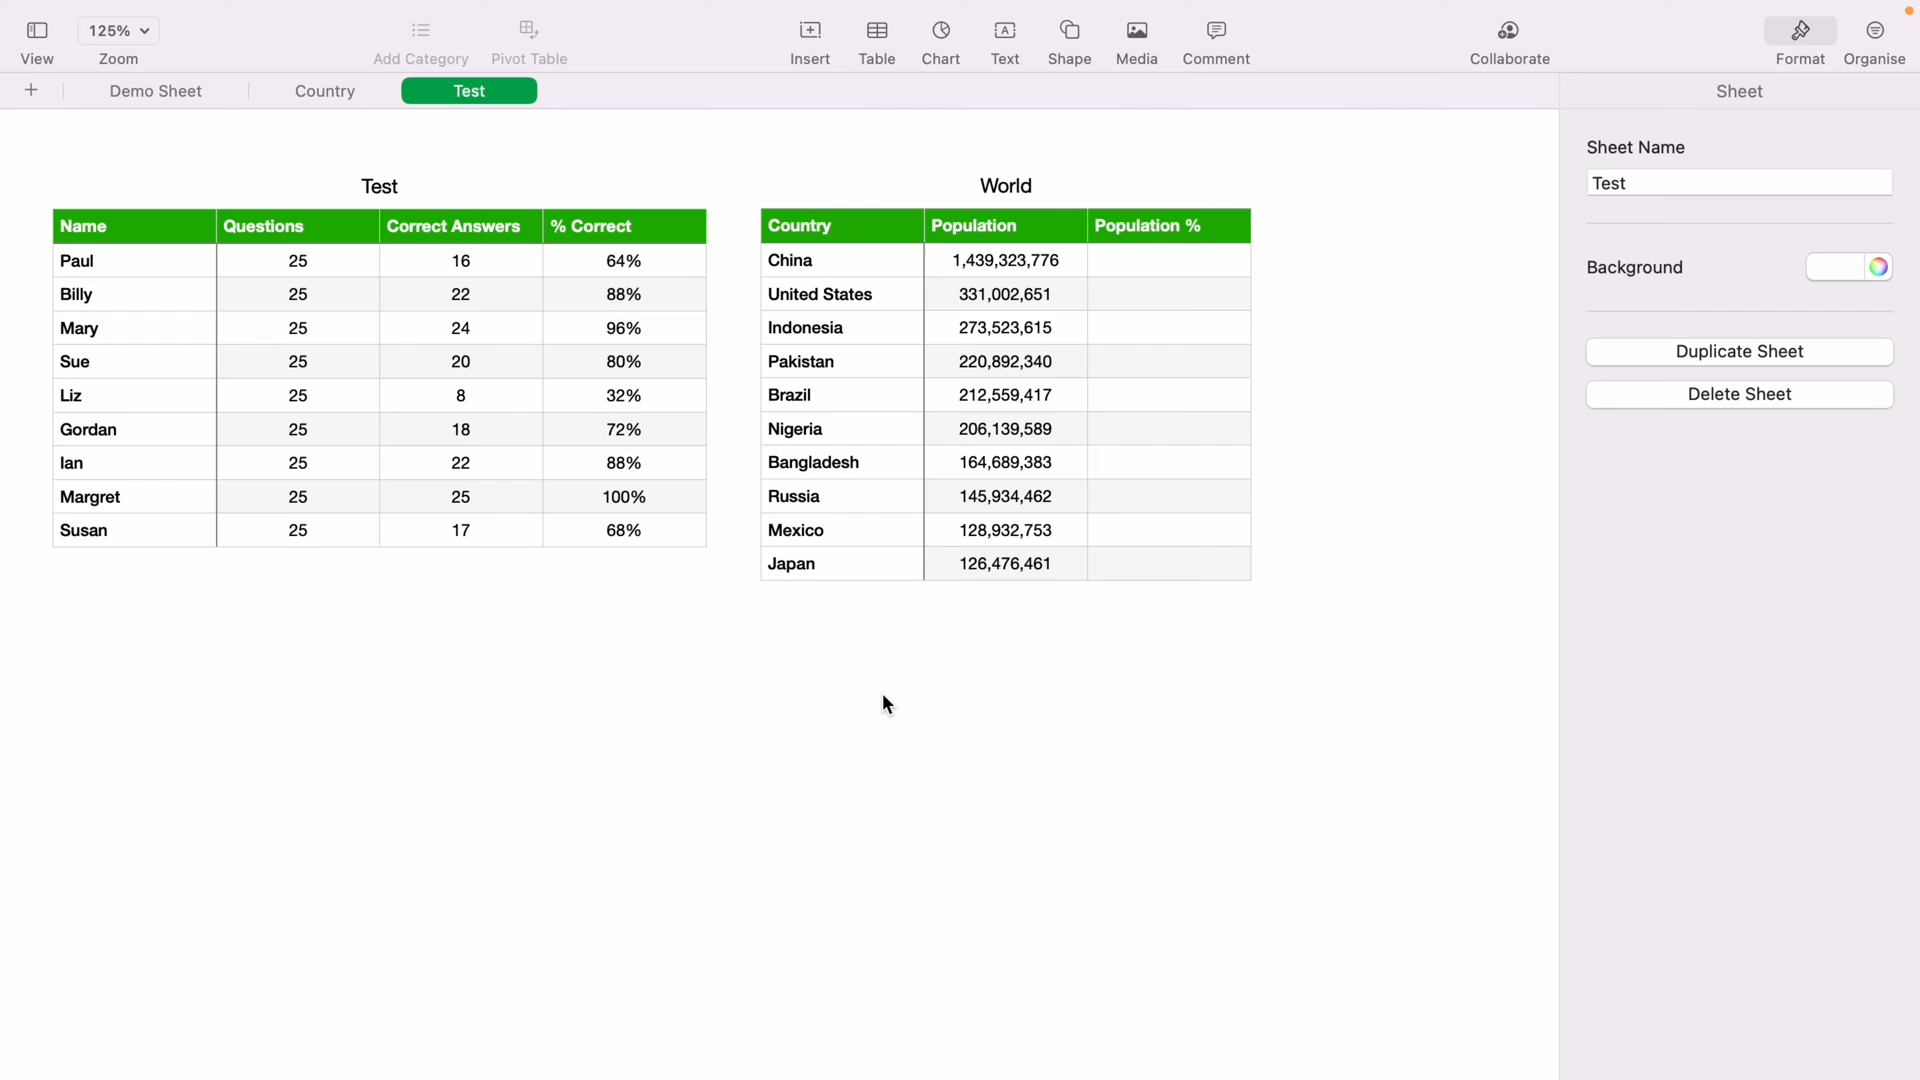 125%
View Zoom Add Category Pivot Table Insert Table Chart Text Shape Media Comment Collaborate Format Organise
Demo Sheet Country Test Sheet
Test
Name Questions Correct Answers % Correct
Paul 25 16 64%
Billy 25 22 88%
Mary 25 24 96%
Sue 25 20 80%
Liz 25 8 32%
Gordan 25 18 72%
Ian 25 22 88%
Margret 25 25 100%
Susan 25 17 68%
World
Country Population Population %
China 1,439,323,776
United States 331,002,651
Indonesia 273,523,615
Pakistan 220,892,340
Brazil 212,559,417
Nigeria 206,139,589
Bangladesh 164,689,383
Russia 145,934,462
Mexico 128,932,753
Japan 126,476,461
Sheet Name
Test
Background
Duplicate Sheet
Delete Sheet